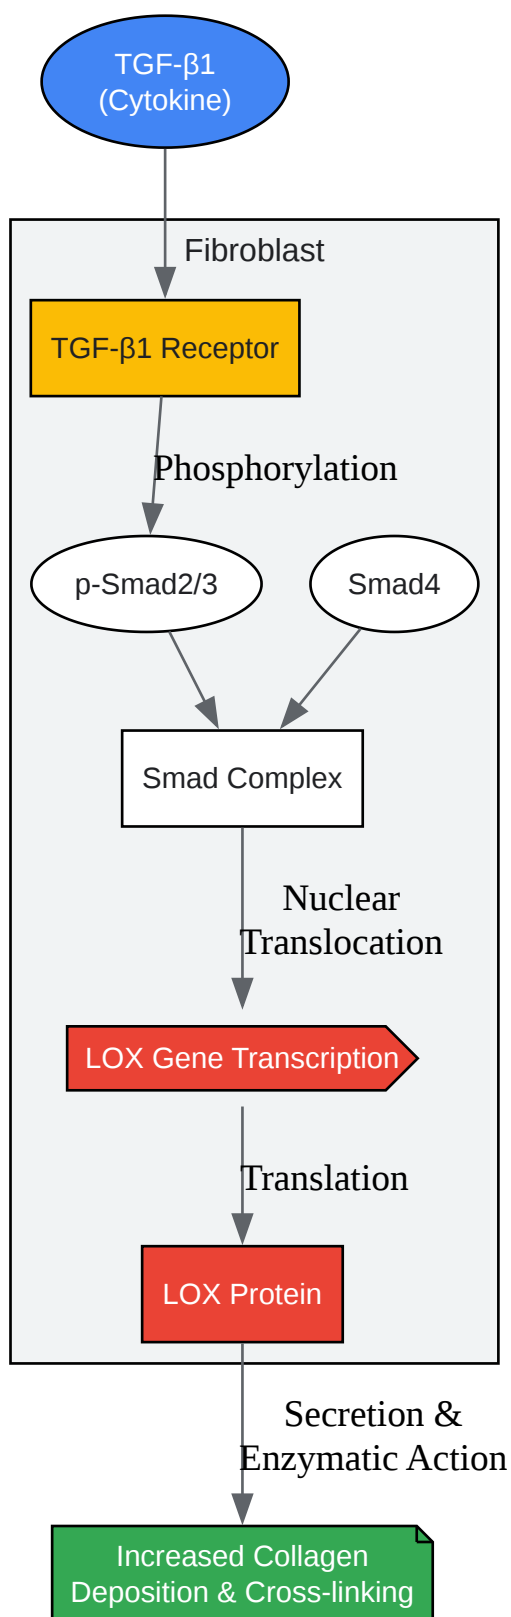 TGF-β1
(Cytokine)
Fibroblast
TGF-β1 Receptor
Phosphorylation
p-Smad2/3
Smad4
Smad Complex
Nuclear
Translocation
LOX Gene Transcription
Translation
LOX Protein
Secretion &
Enzymatic Action
Increased Collagen
Deposition & Cross-linking